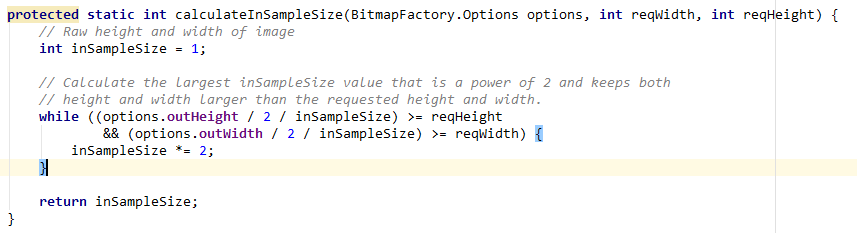 protected static int calculateInSampleSize(BitmapFactory.Options options, int reqWidth, int reqHeight) {
    // Raw height and width of image
    int inSampleSize = 1;

    // Calculate the largest inSampleSize value that is a power of 2 and keeps both
    // height and width larger than the requested height and width.
    while ((options.outHeight / 2 / inSampleSize) >= reqHeight
            && (options.outWidth / 2 / inSampleSize) >= reqWidth) {
        inSampleSize *= 2;
    }

    return inSampleSize;
}